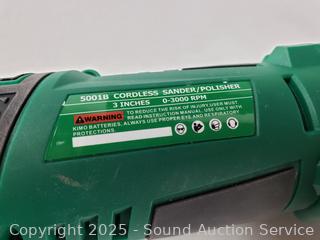 5001B CORDLESS SANDER/POLISHER
3 INCHES 0-3000 RPM
WARNING
TO REDUCE THE RISK OF INJURY,USER MUST
READ INSTRUCTION MANUAL. USE ONLY WITH
KIMO BATTERIES. ALWAYS USE PROPER EYE AND RESPIRATORY
PROTECTIONS.
Copyright 2025 - Sound Auction Service